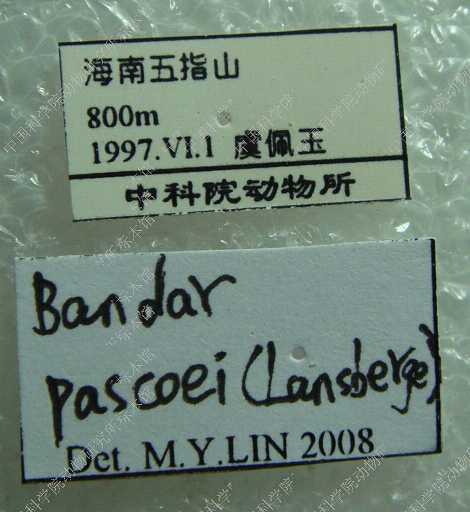 海南五指山
800m
1997.VI.1 虞佩玉
中科院动物所
Bandar
pascoei (Lansberge)
Det. M.Y.LIN 2008